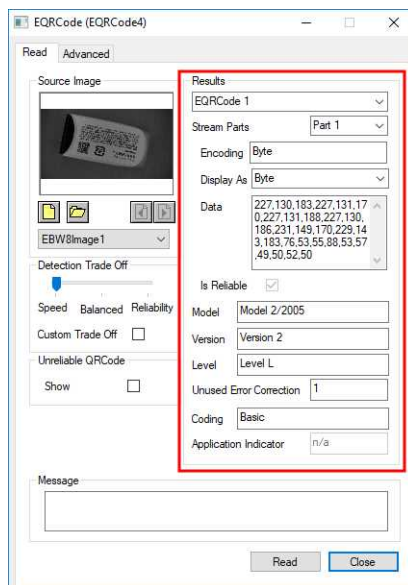 EQRCode (EQRCode4)
Read
Advanced
Source Image
EBW8Image1
Detection Trade Off
Speed Balanced Reliability
Custom Trade Off
Unreliable QRCode
Show
Results
EQRCode 1
Stream Parts Part 1
Encoding Byte
Display As Byte
Data 227,130,183,227,131,17
0,227,131,188,227,130,
186,231,149,170,229,14
3,183,76,53,55,88,53,57
,49,50,52,50
Is Reliable
Model Model 2/2005
Version Version 2
Level Level L
Unused Error Correction 1
Coding Basic
Application Indicator n/a
Message
Read Close